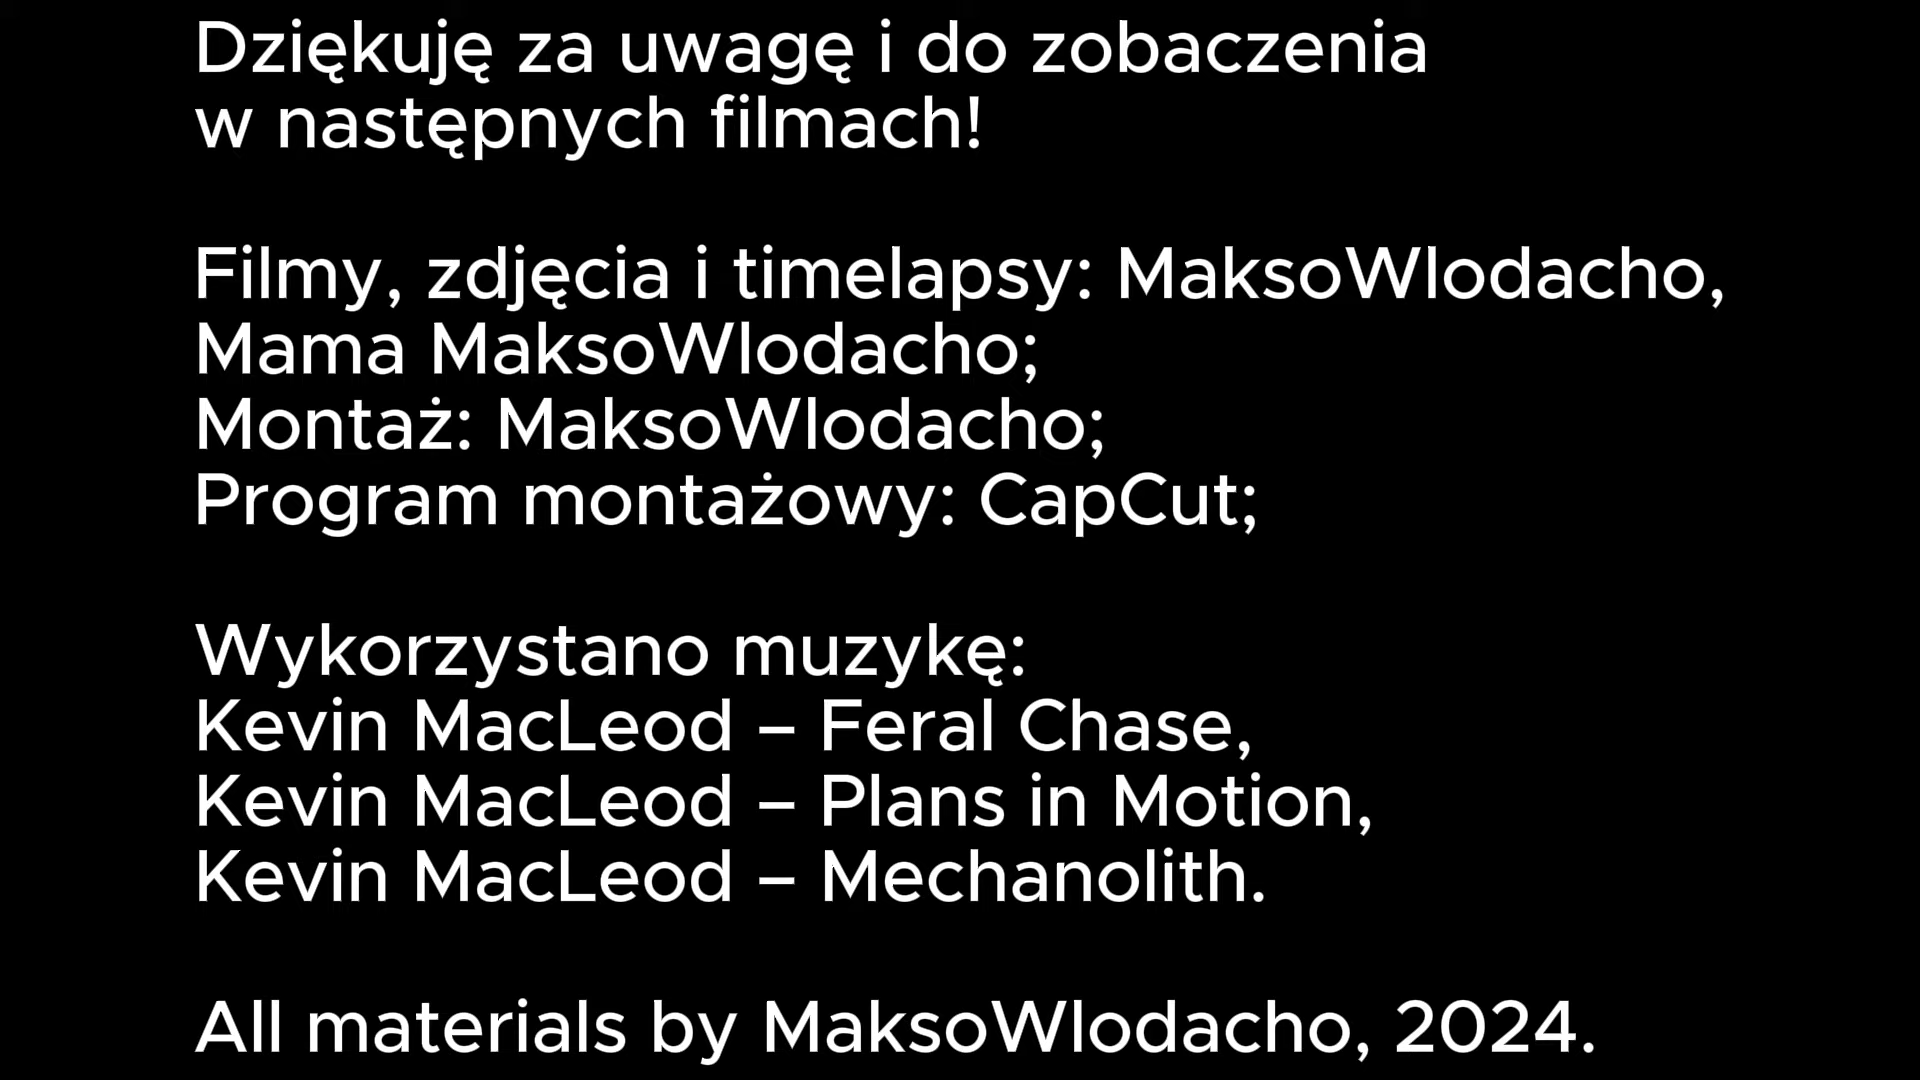 Dziękuję za uwagę i do zobaczenia
w następnych filmach!
Filmy, zdjęcia i timelapsy: MaksoWlodacho,
Mama MaksoWlodacho;
Montaż: MaksoWlodacho;
Program montażowy: CapCut;
Wykorzystano muzykę:
Kevin MacLeod – Feral Chase,
Kevin MacLeod – Plans in Motion,
Kevin MacLeod – Mechanolith.
All materials by MaksoWlodacho, 2024.